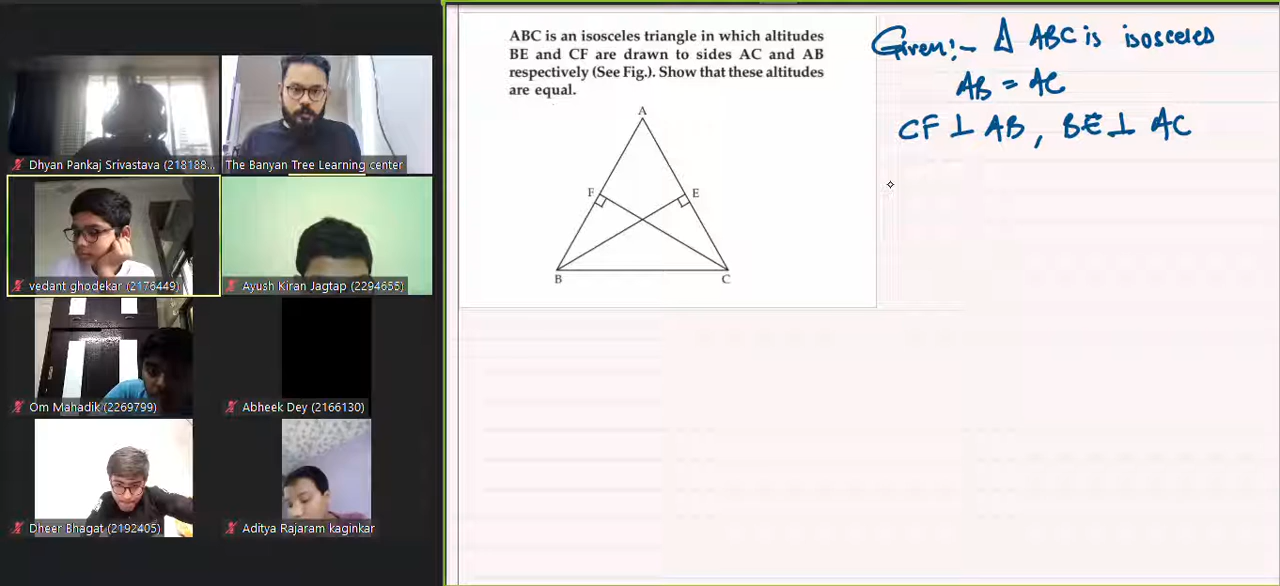 Dhyan Pankaj Srivastava (218188...
The Banyan Tree Learning center
vedant ghodekar (2176449)
Ayush Kiran Jagtap (2294655)
Om Mahadik (2269799)
Abheek Dey (2166130)
Dheer Bhagat (2192405)
Aditya Rajaram kaginkar
ABC is an isosceles triangle in which altitudes
BE and CF are drawn to sides AC and AB
respectively (See Fig.). Show that these altitudes
are equal.
A
F
E
B
C
Given:- Δ ABC is isosceles
AB = AC
CF ⊥ AB, BE ⊥ AC